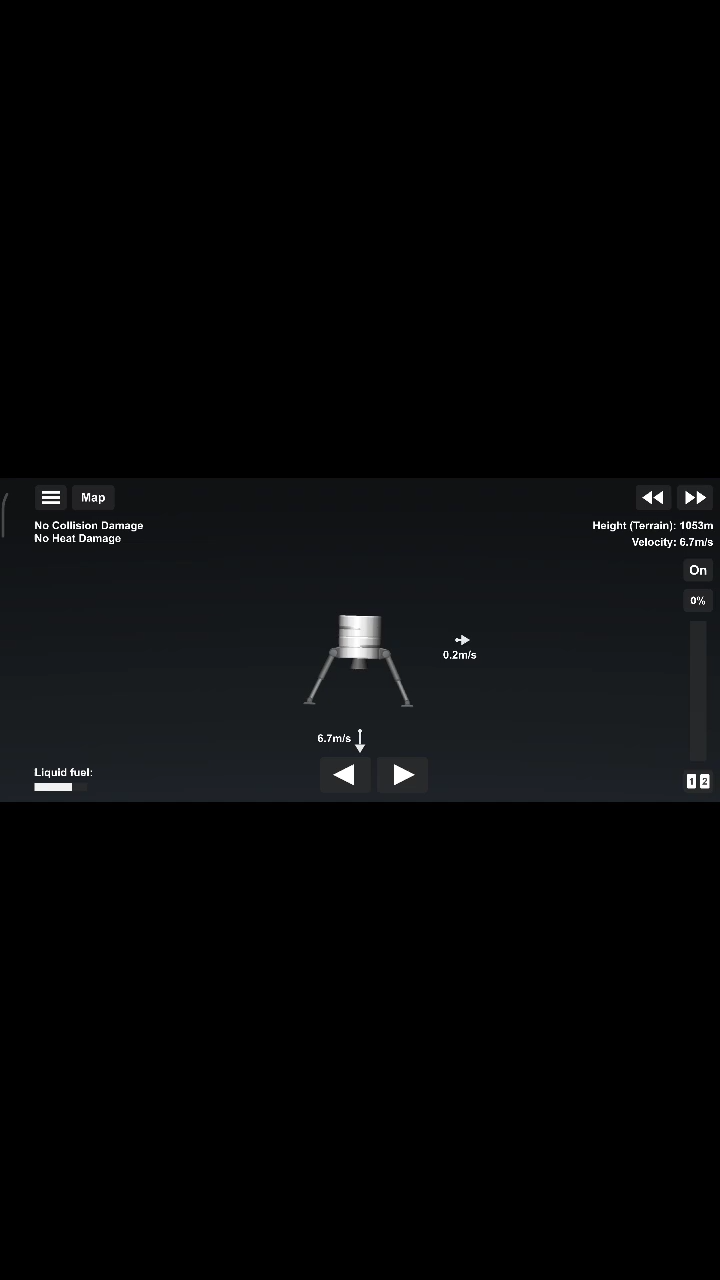 Map
No Collision Damage
No Heat Damage
Height (Terrain): 1053m
Velocity: 6.7m/s
On
0%
0.2m/s
6.7m/s
Liquid fuel:
1 2